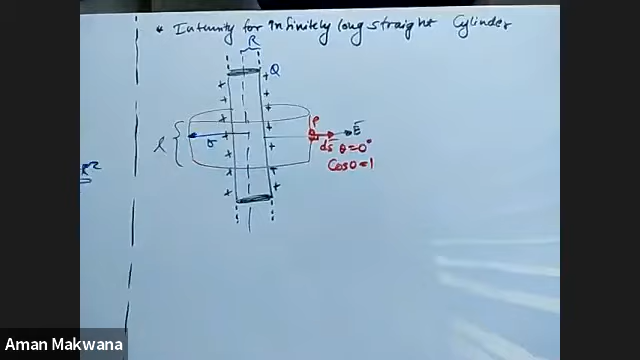 * Intensity for infinitely long straight Cylinder
R
Q
+ + + + + +
+ + + + + +
P
E
l
r
ds θ=0°
Cosθ=1
Aman Makwana